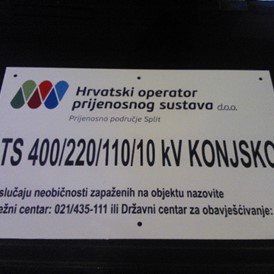 Hrvatski operator
prijenosnog sustava d.o.o.
Prijenosno područje Split
TS 400/220/110/10 kV KONJSKO
slučaju neobičnosti zapaženih na objektu nazovite
žni centar: 021/435-111 ili Državni centar za obavješćivanje: